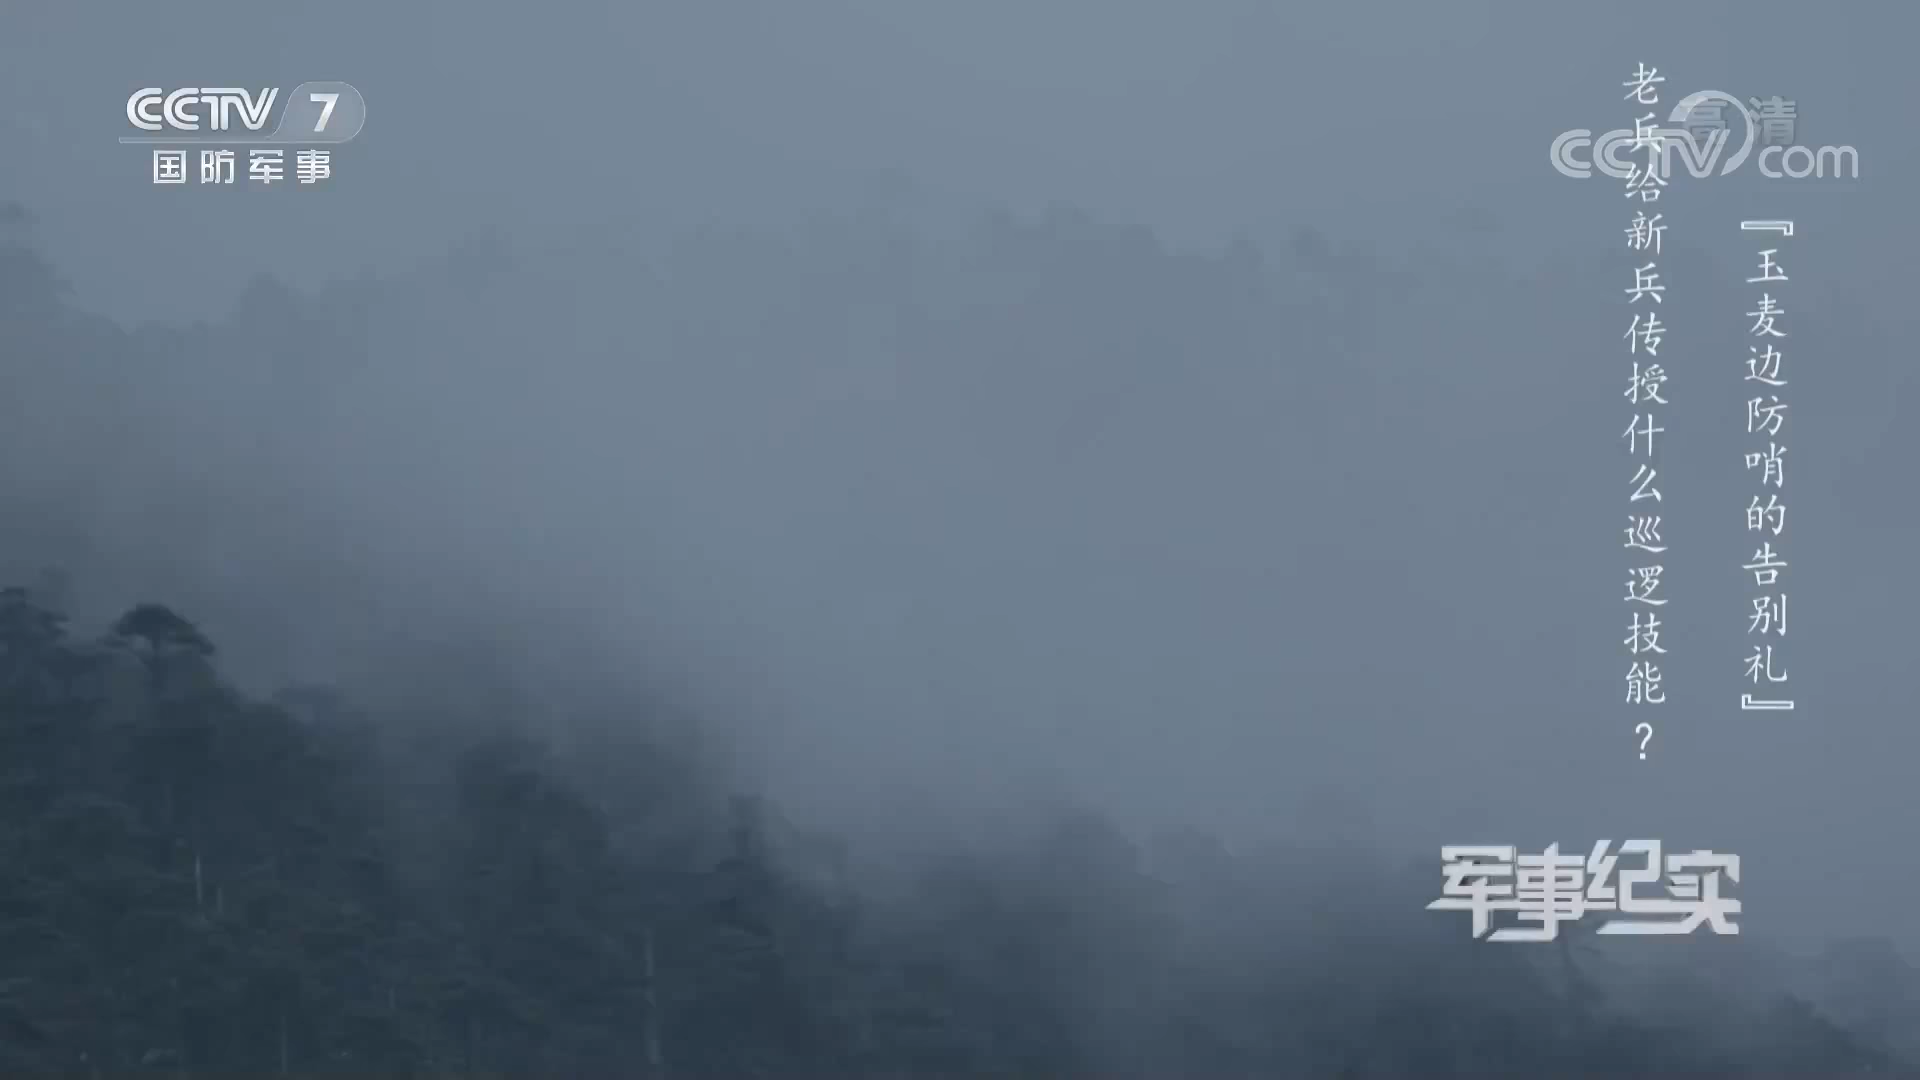 CCTV 7
国防军事
高清
CCTV com
『玉麦边防哨的告别礼』
老兵给新兵传授什么巡逻技能?
军事纪实